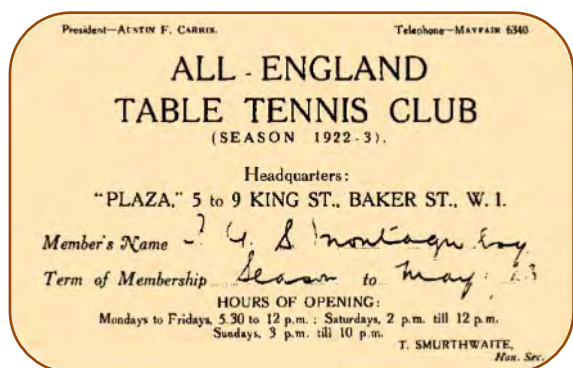 President—Austin F. Carris. Telephone—Mayfair 6340
ALL-ENGLAND
TABLE TENNIS CLUB
(SEASON 1922-3).
Headquarters:
"PLAZA," 5 to 9 KING ST., BAKER ST., W.1.
Member's Name G S Montagu Esq
Term of Membership Season to May 23
HOURS OF OPENING:
Mondays to Fridays, 5.30 to 12 p.m.; Saturdays, 2 p.m. till 12 p.m.
Sundays, 3 p.m. till 10 p.m.
T. SMURTHWAITE,
Hon. Sec.